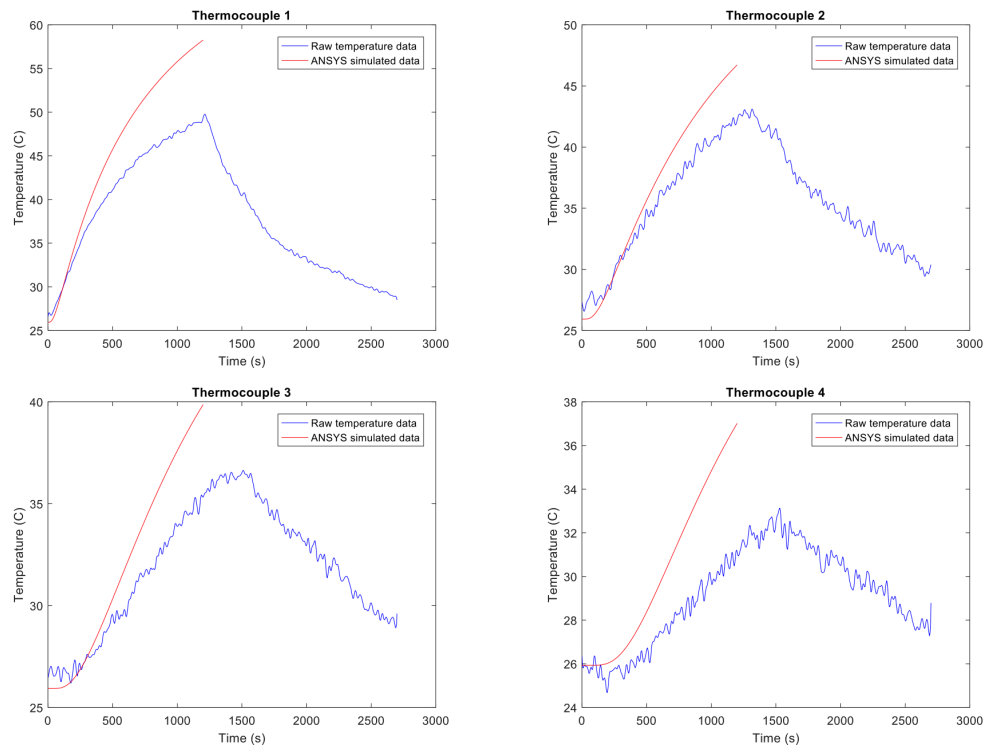 Thermocouple 1
60
55
50
45
40
35
30
25
Temperature (C)
Raw temperature data
ANSYS simulated data
0 500 1000 1500 2000 2500 3000
Time (s)
Thermocouple 2
50
45
40
35
30
25
Temperature (C)
Raw temperature data
ANSYS simulated data
0 500 1000 1500 2000 2500 3000
Time (s)
Thermocouple 3
40
35
30
25
Temperature (C)
Raw temperature data
ANSYS simulated data
0 500 1000 1500 2000 2500 3000
Time (s)
Thermocouple 4
38
36
34
32
30
28
26
24
Temperature (C)
Raw temperature data
ANSYS simulated data
0 500 1000 1500 2000 2500 3000
Time (s)